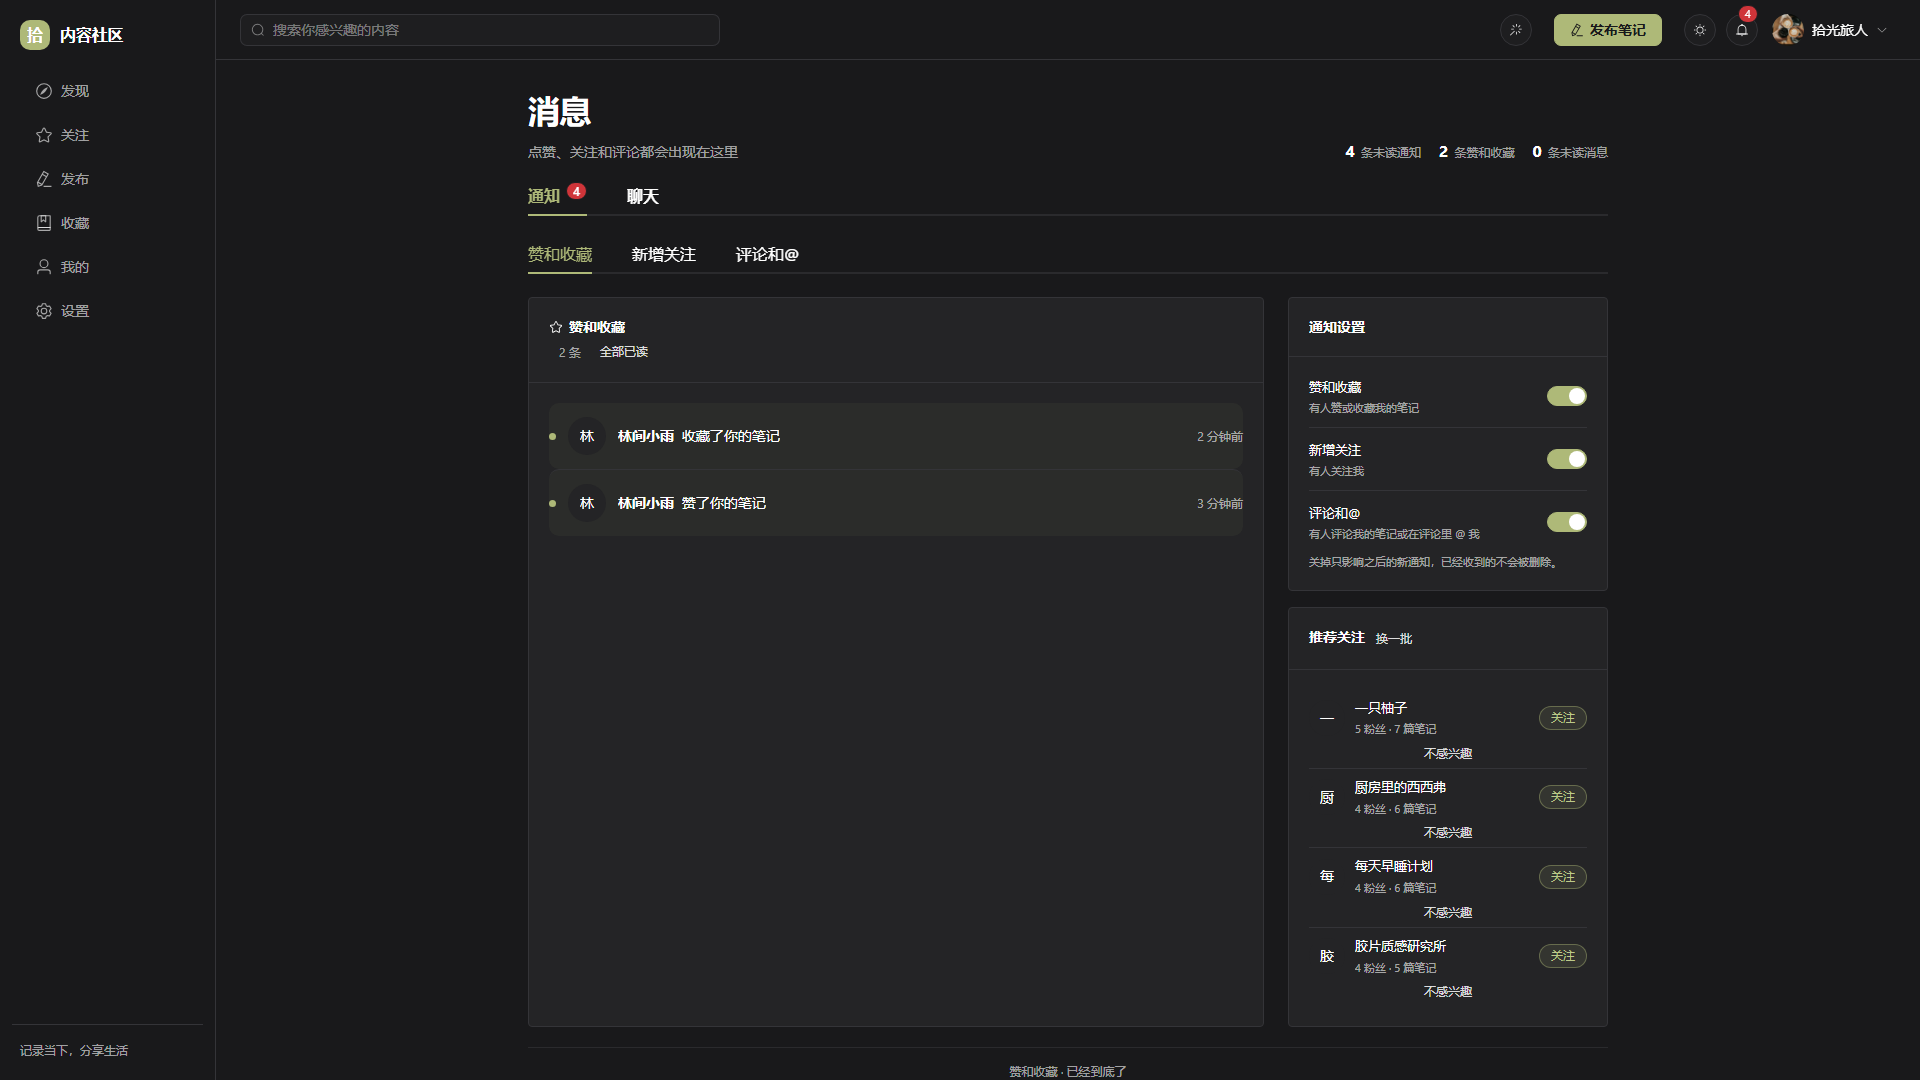 拾 内容社区
搜索你感兴趣的内容
发布笔记
4
拾光旅人
发现
关注
发布
收藏
我的
设置
记录当下，分享生活
消息
点赞、关注和评论都会出现在这里
4 条未读通知 2 条赞和收藏 0 条未读消息
通知 4 聊天
赞和收藏 新增关注 评论和@
赞和收藏
2 条 全部已读
林 林间小雨 收藏了你的笔记 2 分钟前
林 林间小雨 赞了你的笔记 3 分钟前
通知设置
赞和收藏
有人赞或收藏我的笔记
新增关注
有人关注我
评论和@
有人评论我的笔记或在评论里 @ 我
关掉只影响之后的新通知，已经收到的不会被删除。
推荐关注 换一批
一 一只柚子 关注
5 粉丝 · 7 篇笔记
不感兴趣
厨 厨房里的西西弗 关注
4 粉丝 · 6 篇笔记
不感兴趣
每 每天早睡计划 关注
4 粉丝 · 6 篇笔记
不感兴趣
胶 胶片质感研究所 关注
4 粉丝 · 5 篇笔记
不感兴趣
赞和收藏 · 已经到底了